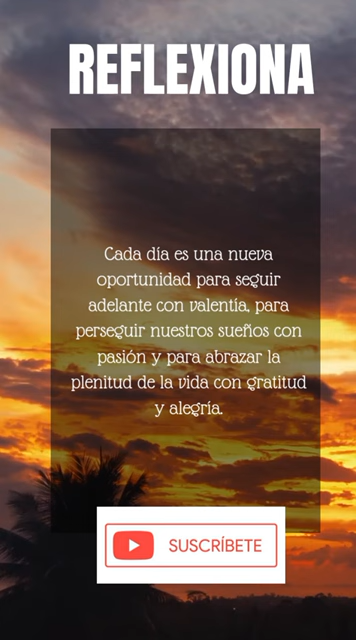 REFLEXIONA
Cada día es una nueva
oportunidad para seguir
adelante con valentía, para
perseguir nuestros sueños con
pasión y para abrazar la
plenitud de la vida con gratitud
y alegría.
SUSCRÍBETE